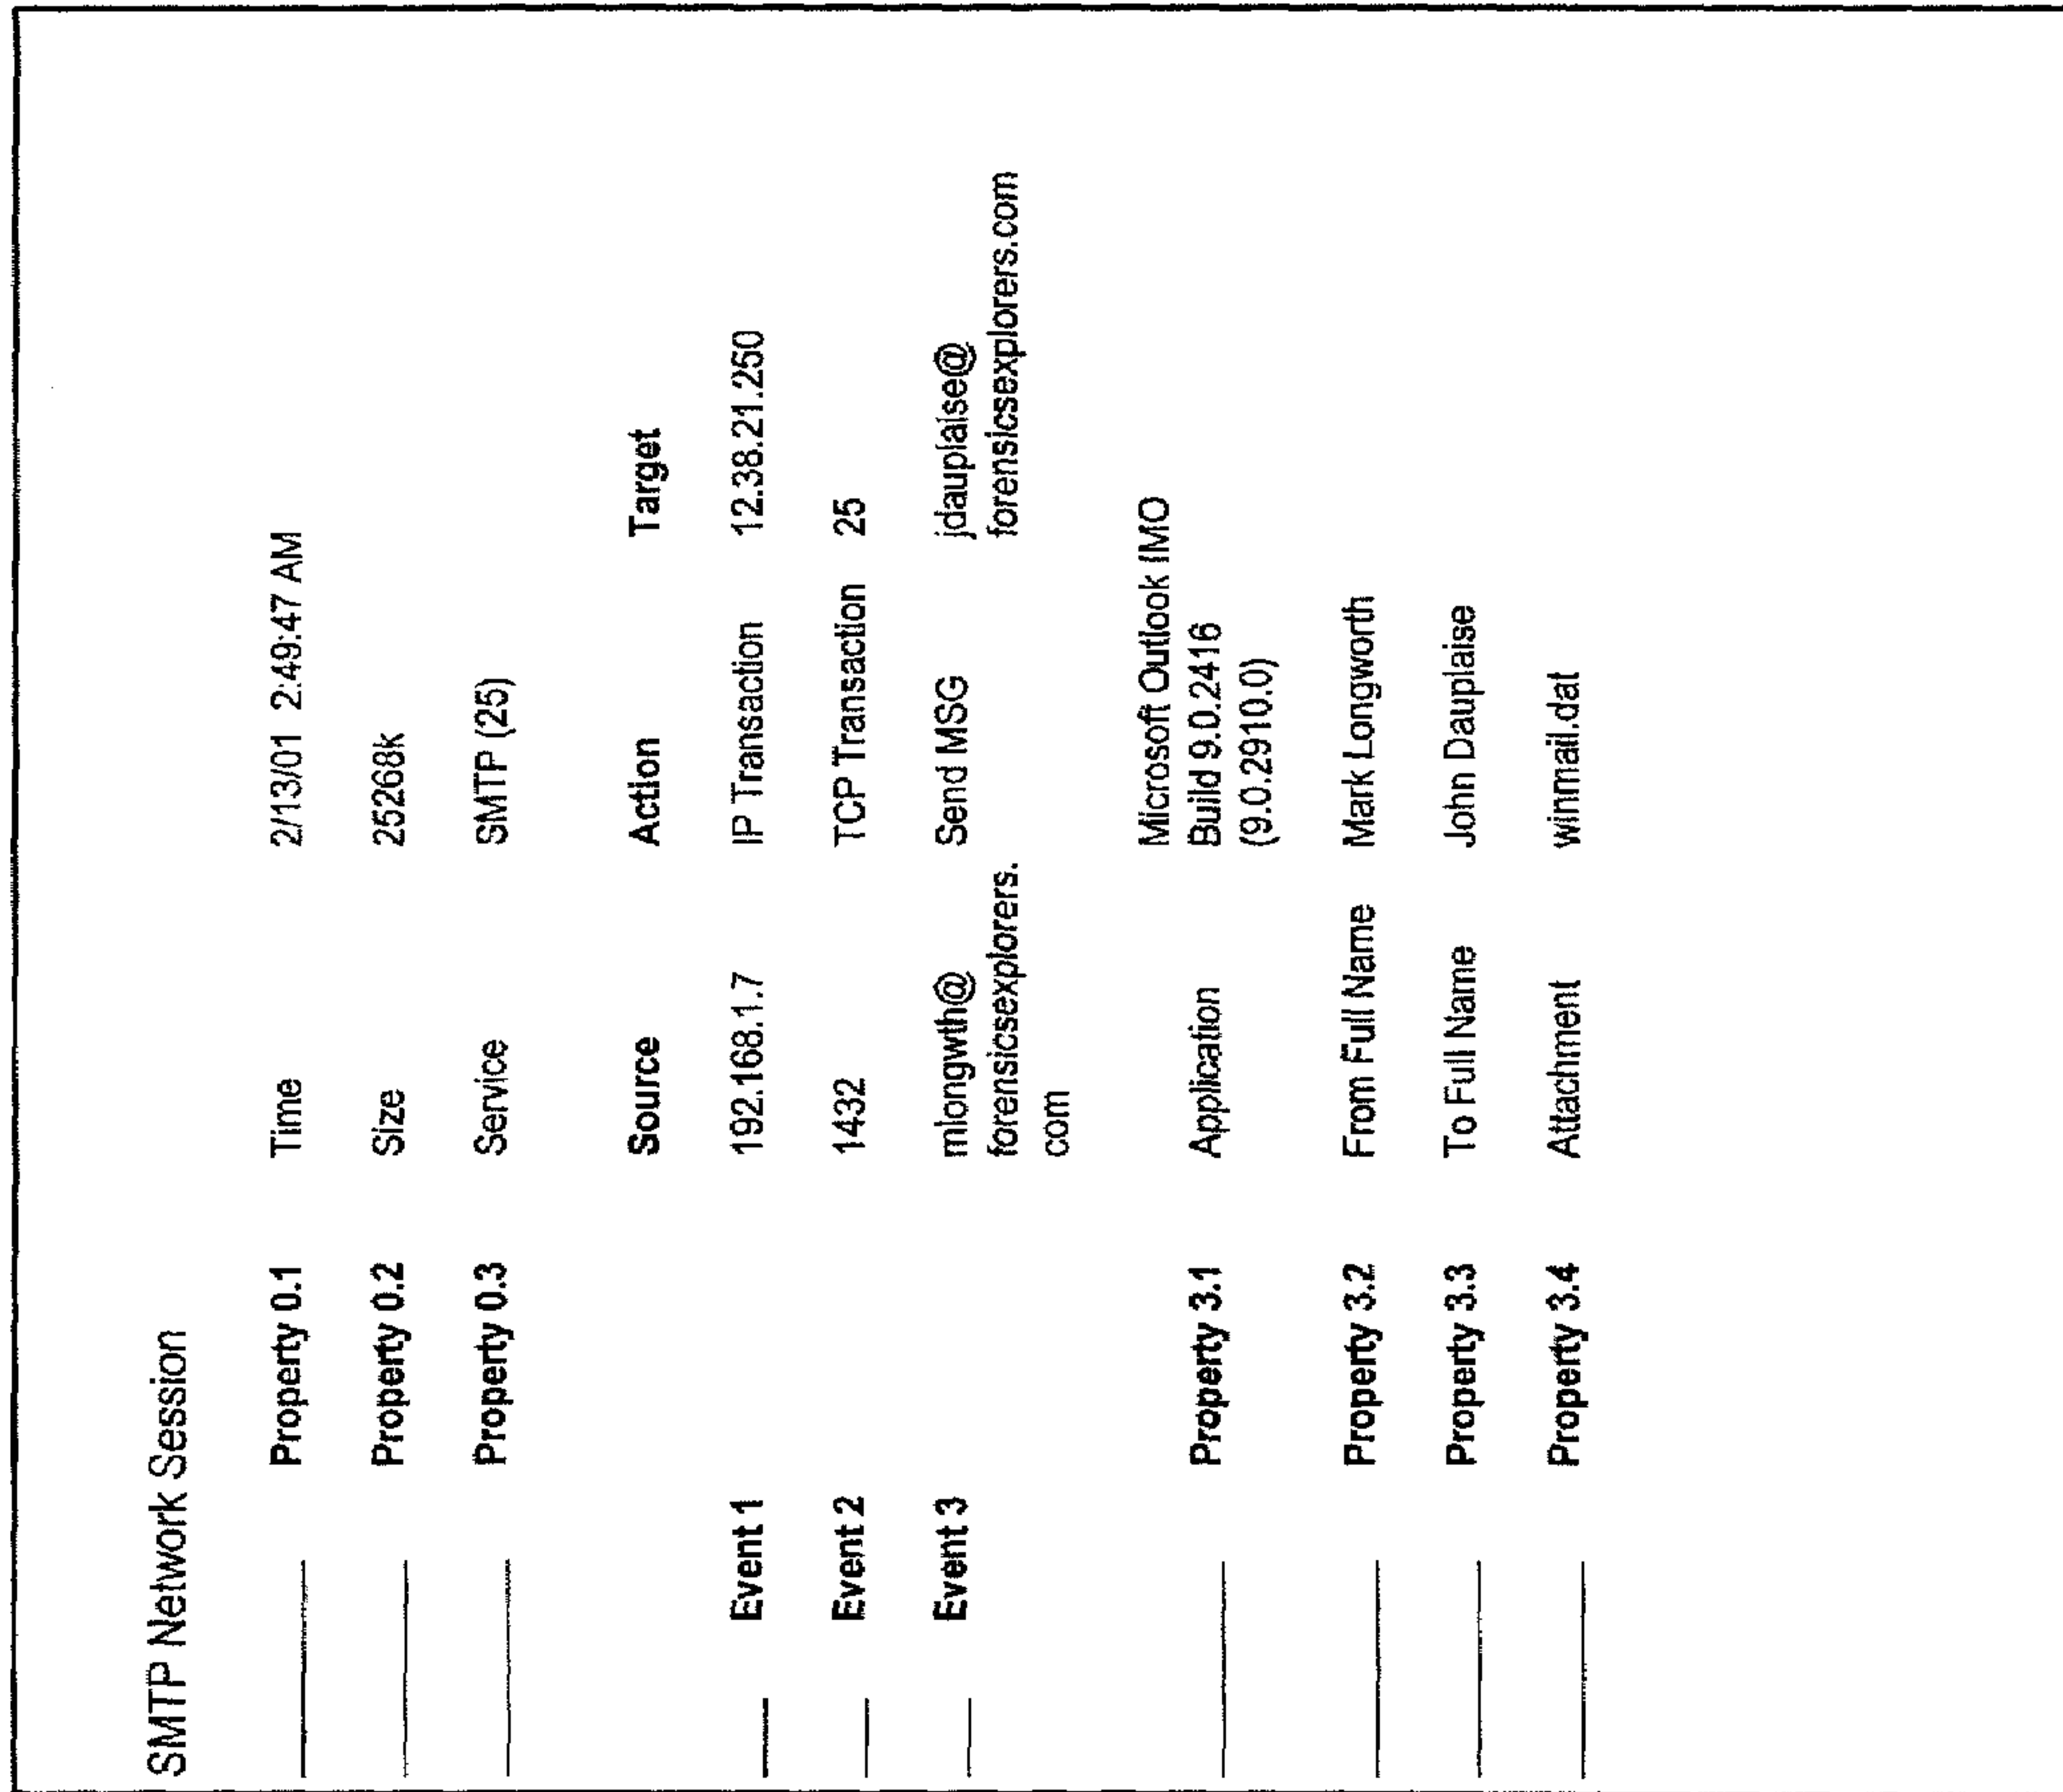 SMTP Network Session
Property 0.1 Time 2/13/01 2:49:47 AM
Property 0.2 Size 25268k
Property 0.3 Service SMTP (25)
Source Action Target
Event 1 192.168.1.7 IP Transaction 12.38.21.250
Event 2 1432 TCP Transaction 25
Event 3 mlongwth@ Send MSG jdauplaise@
forensicsexplorers. forensicsexplorers.com
com
Microsoft Outlook IMO
Property 3.1 Application Build 9.0.2416
(9.0.2910.0)
Property 3.2 From Full Name Mark Longworth
Property 3.3 To Full Name John Dauplaise
Property 3.4 Attachment winmail.dat